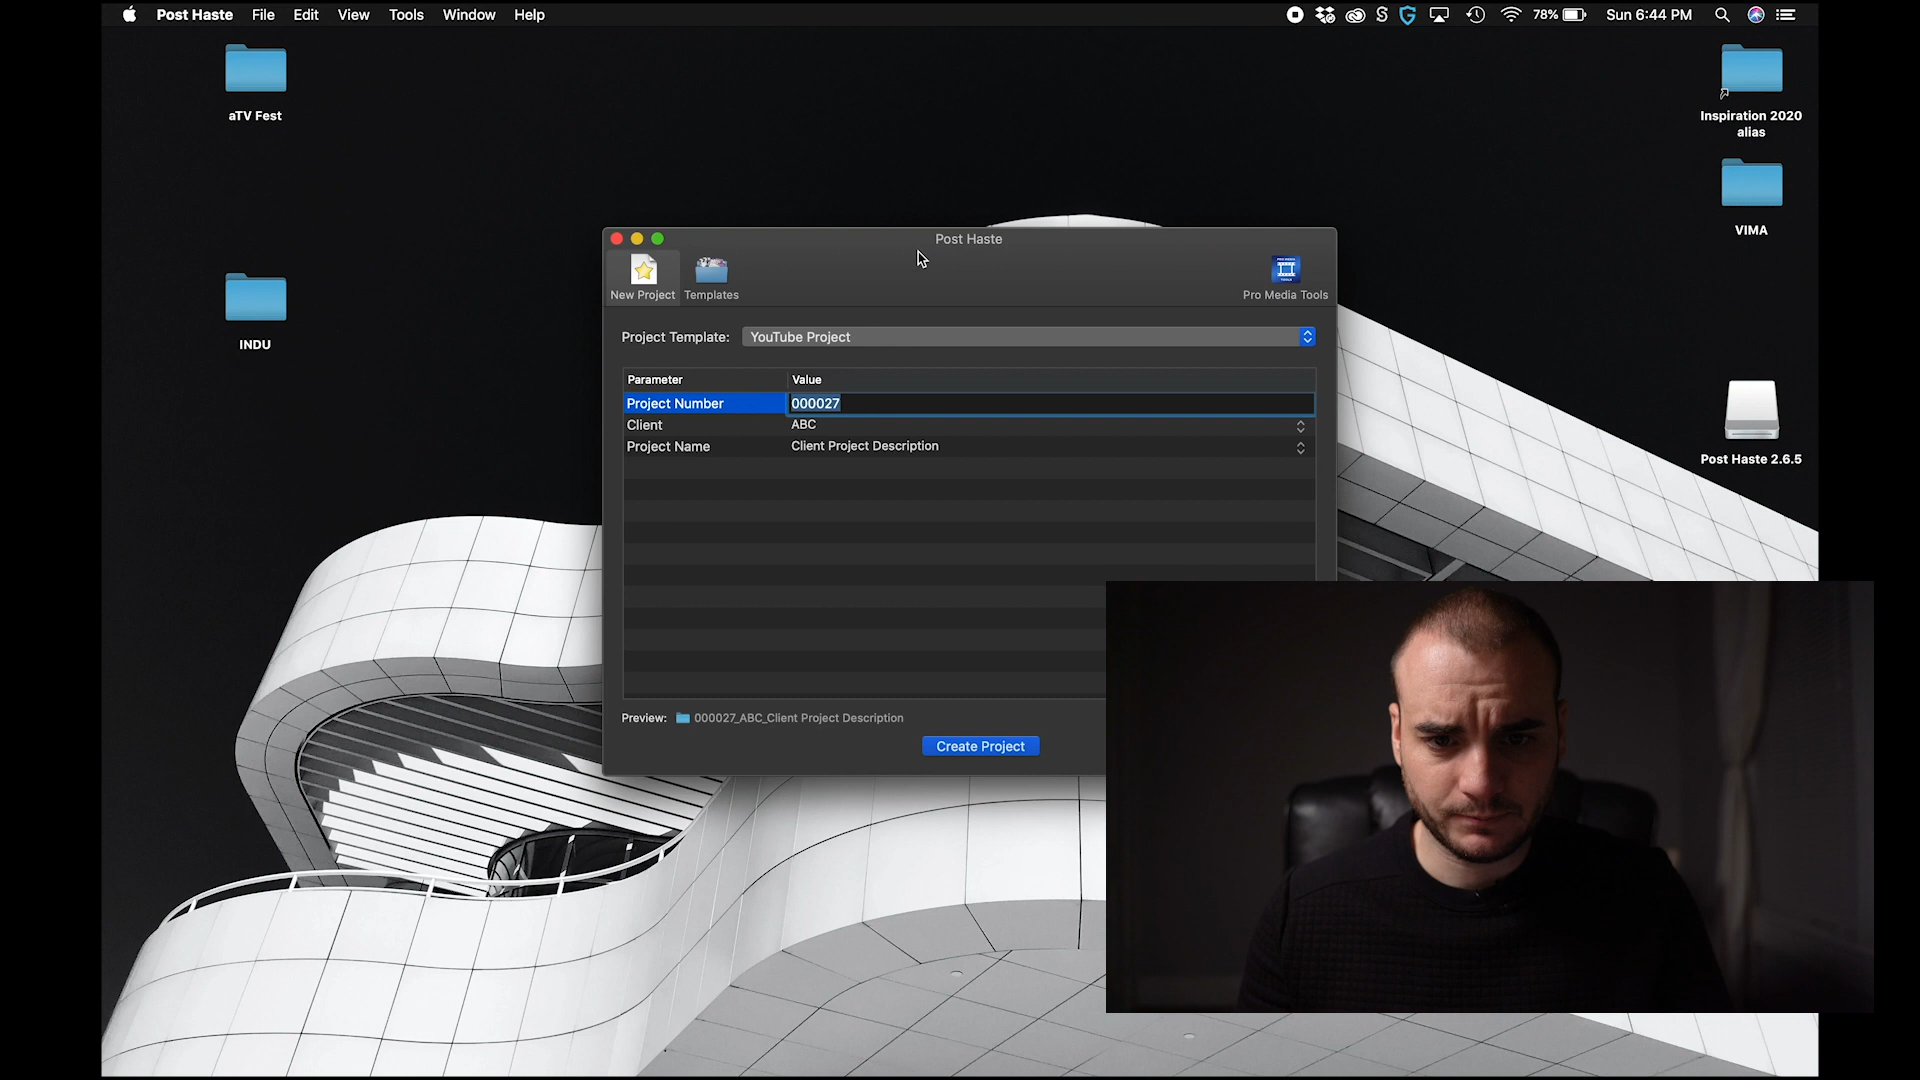 Post Haste File Edit View Tools Window Help
78% Sun 6:44 PM
aTV Fest
Inspiration 2020
alias
VIMA
INDU
Post Haste 2.6.5
Post Haste
New Project Templates Pro Media Tools
Project Template: YouTube Project
Parameter Value
Project Number 000027
Client ABC
Project Name Client Project Description
Preview: 000027_ABC_Client Project Description
Create Project